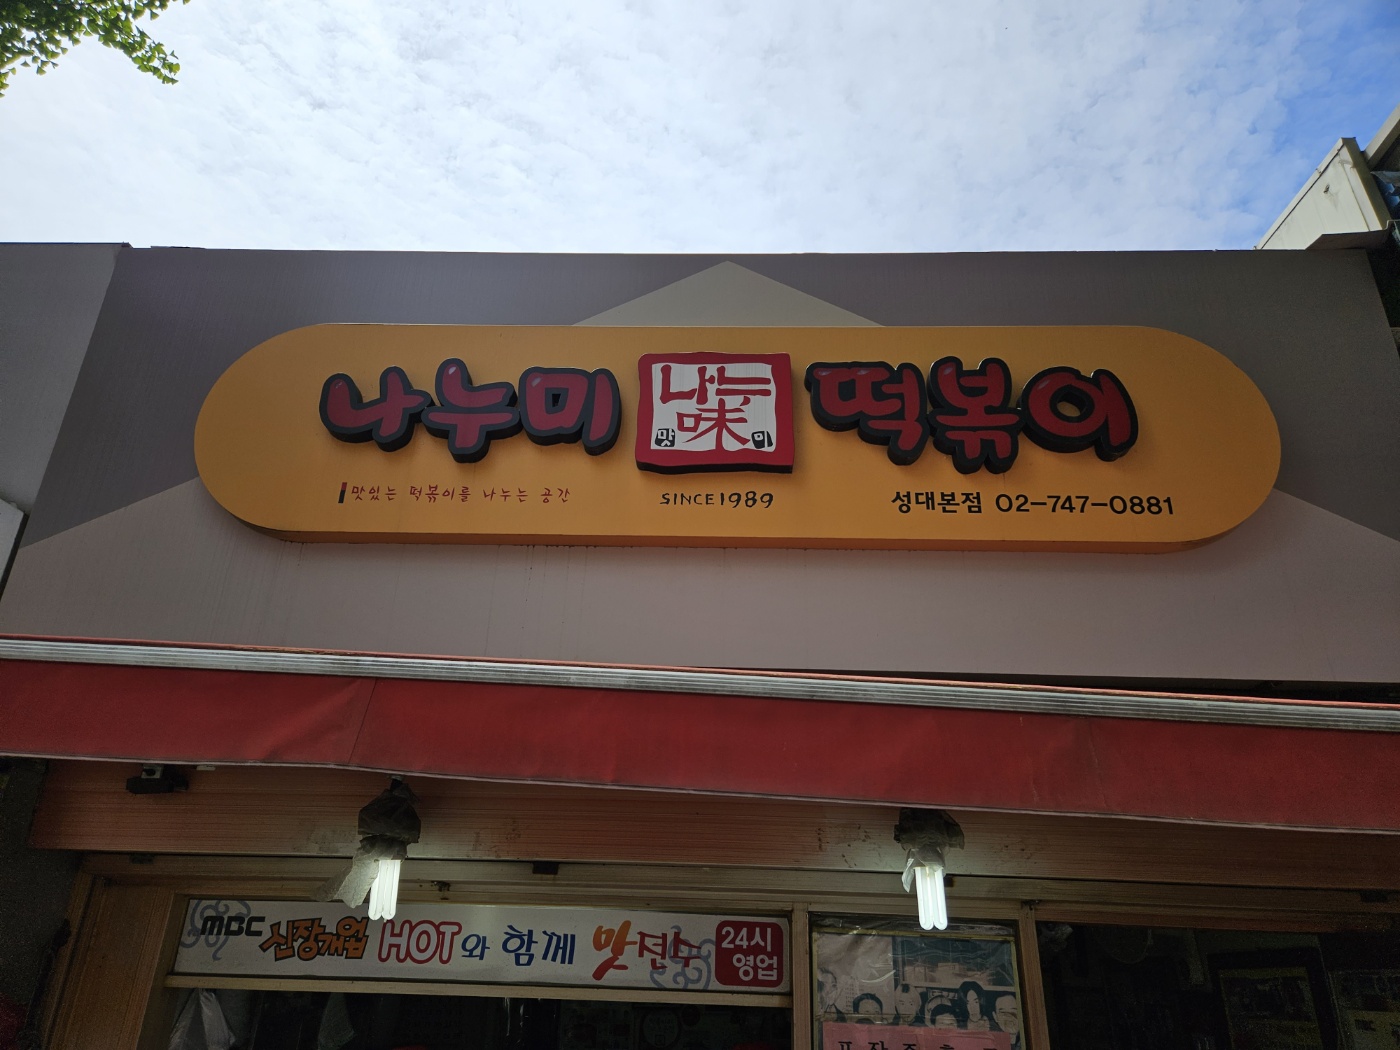 나누미
나누
味
맛 미
떡볶이
맛있는 떡볶이를 나누는 공간
SINCE1989
성대본점 02-747-0881
MBC 신장개업 HOT와 함께 맛전수
24시
영업